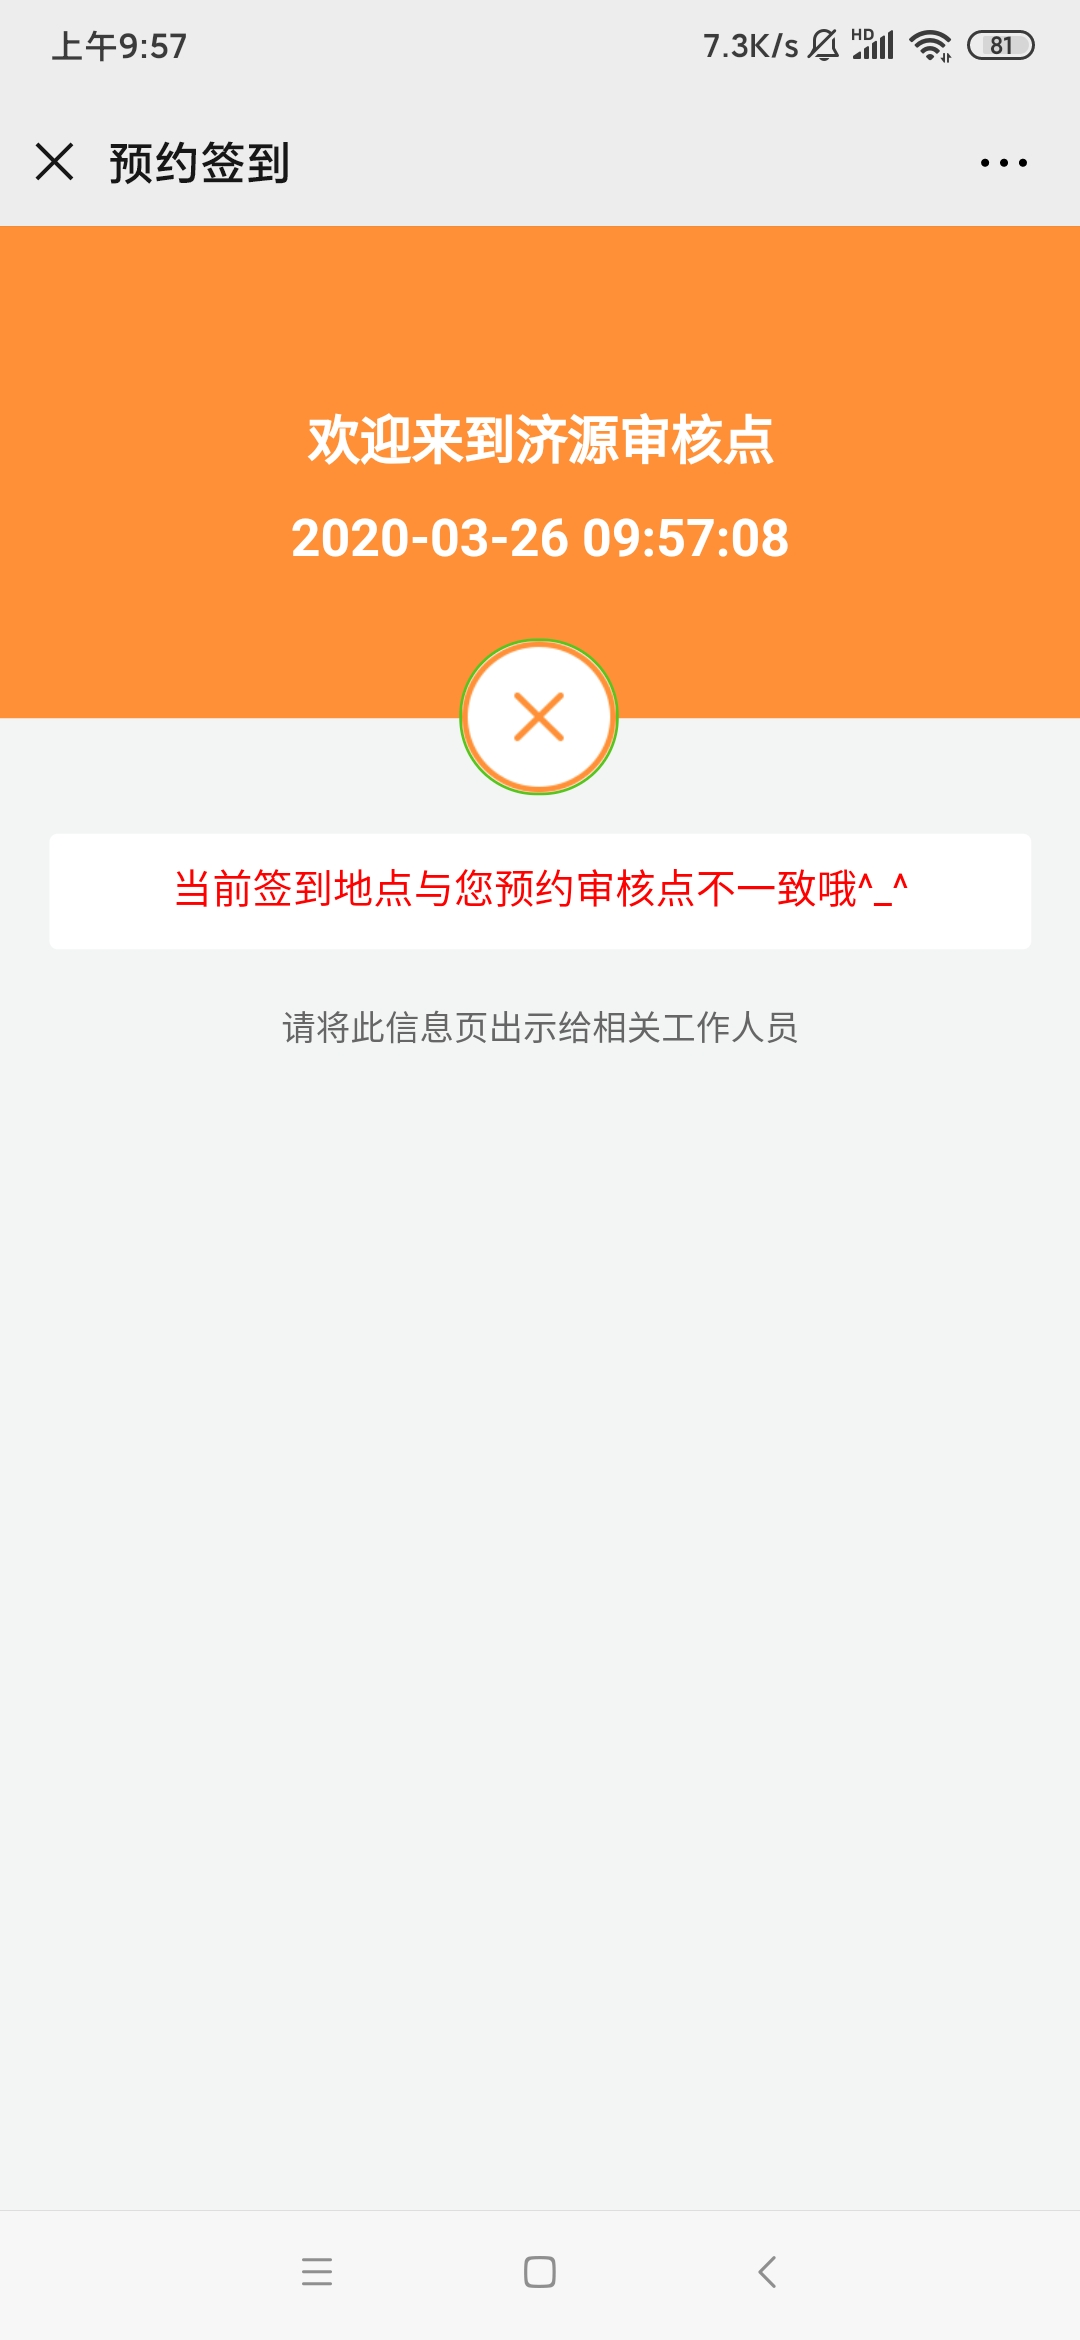 上午9:57
7.3K/s HD 81
预约签到
欢迎来到济源审核点
2020-03-26 09:57:08
当前签到地点与您预约审核点不一致哦^_^
请将此信息页出示给相关工作人员